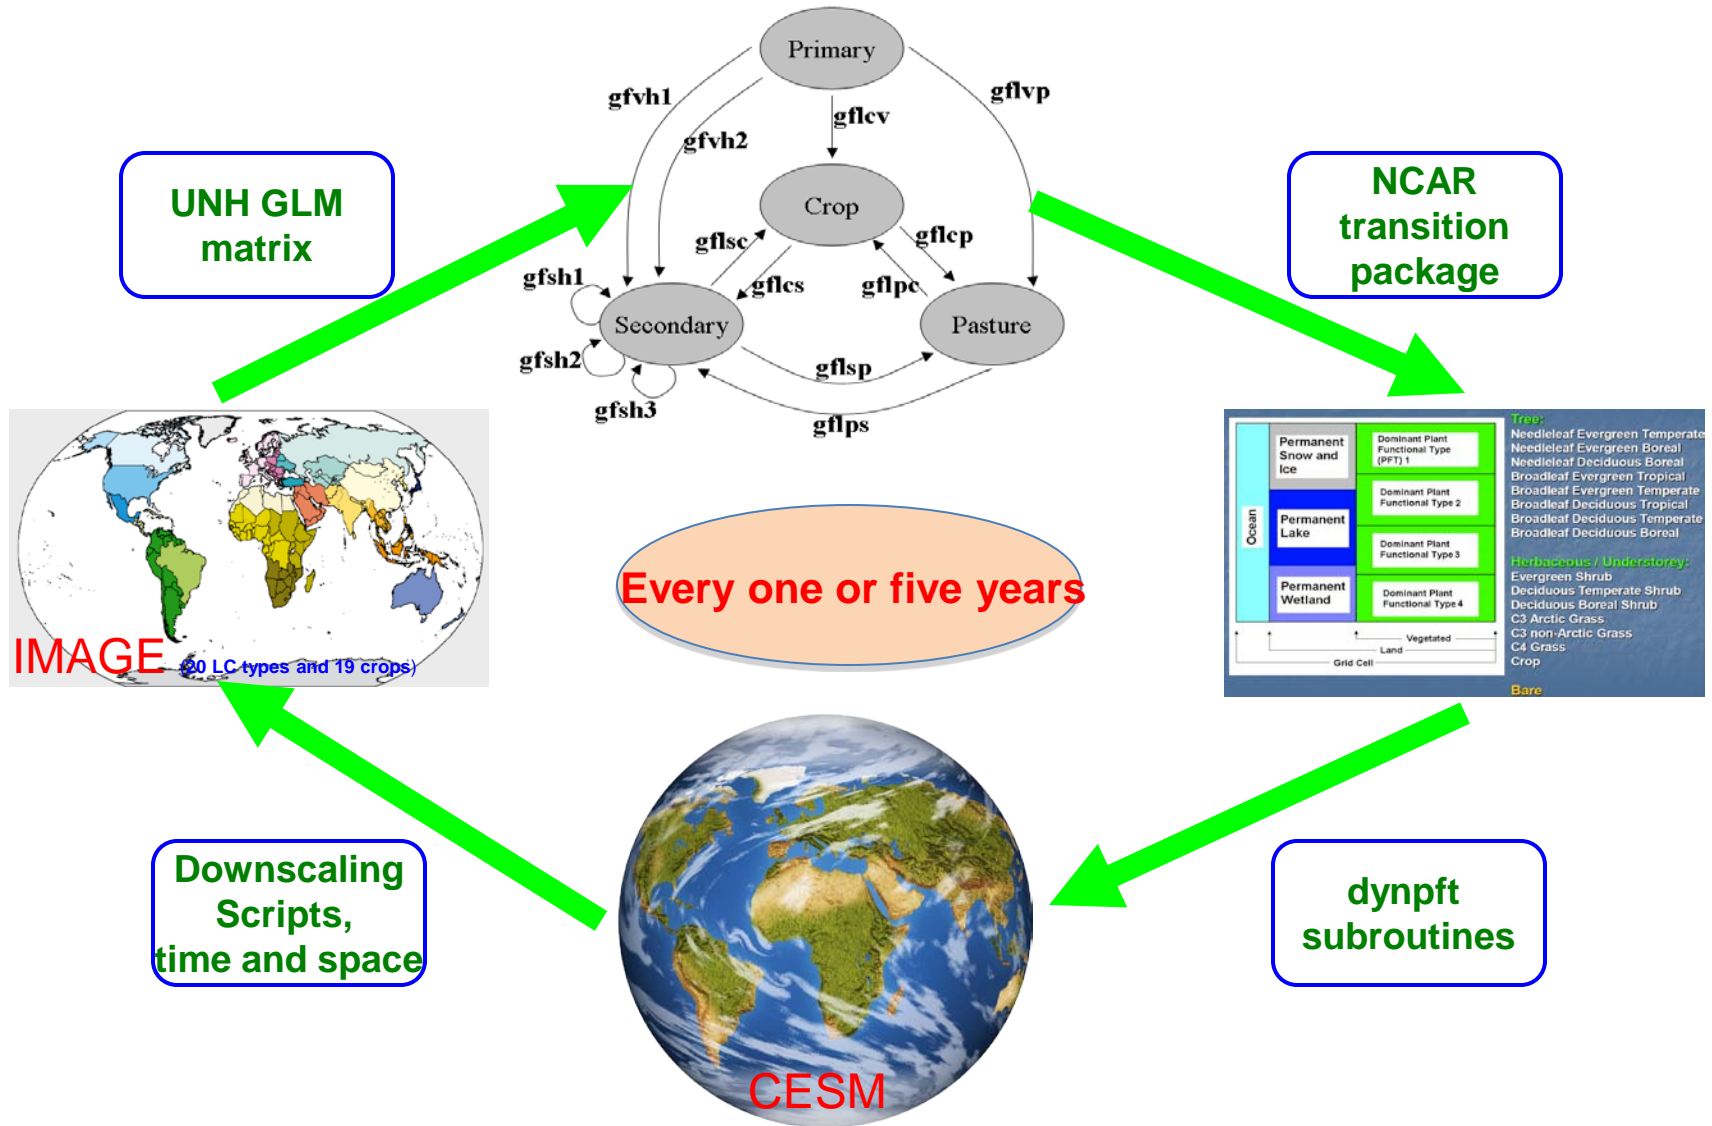 Primary
gfvh1
gflvp
gflcv
gfvh2
Crop
gflsc
gflcp
gfsh1
gflcs
gflpc
Secondary
Pasture
gfsh2
gflsp
gfsh3
gflps
UNH GLM
matrix
NCAR
transition
package
IMAGE (20 LC types and 19 crops)
Every one or five years
Ocean
Permanent
Snow and
Ice
Permanent
Lake
Permanent
Wetland
Dominant Plant
Functional Type
(PFT) 1
Dominant Plant
Functional Type 2
Dominant Plant
Functional Type 3
Dominant Plant
Functional Type 4
Vegetated
Land
Grid Cell
Tree:
Needleleaf Evergreen Temperate
Needleleaf Evergreen Boreal
Needleleaf Deciduous Boreal
Broadleaf Evergreen Tropical
Broadleaf Evergreen Temperate
Broadleaf Deciduous Tropical
Broadleaf Deciduous Temperate
Broadleaf Deciduous Boreal
Herbaceous / Understorey:
Evergreen Shrub
Deciduous Temperate Shrub
Deciduous Boreal Shrub
C3 Arctic Grass
C3 non-Arctic Grass
C4 Grass
Crop
Bare
Downscaling
Scripts,
time and space
dynpft
subroutines
CESM